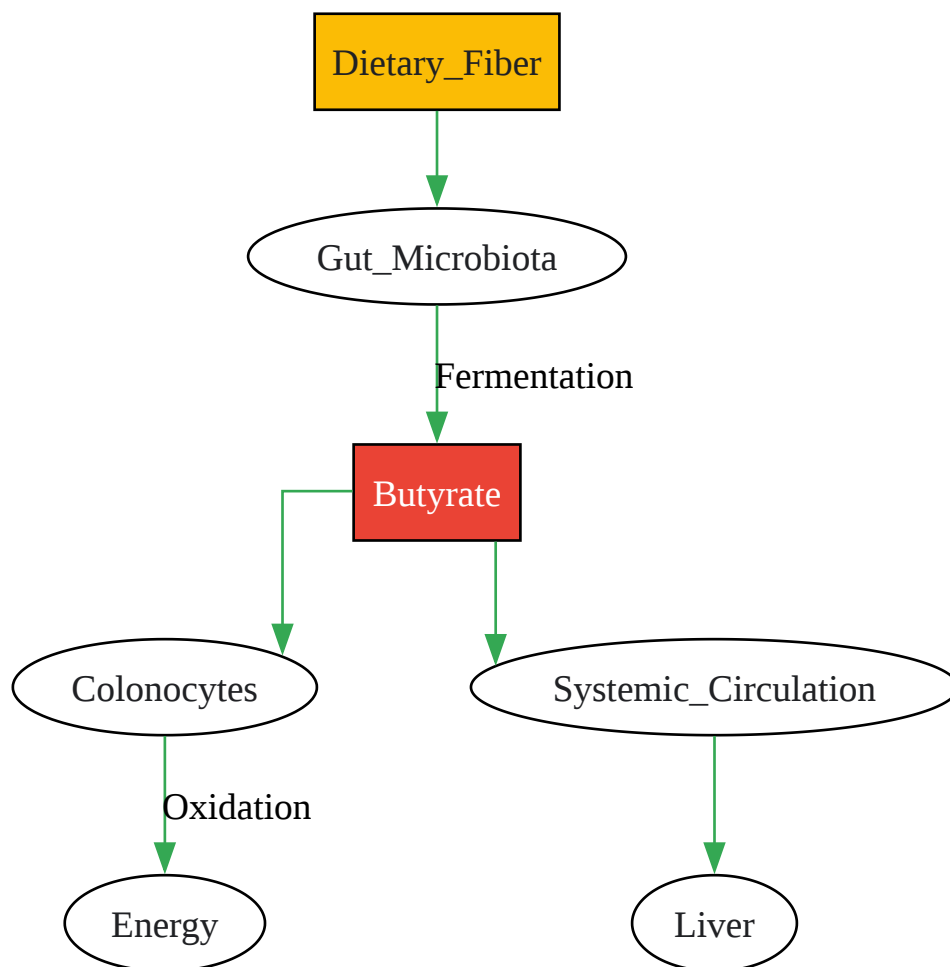 Dietary_Fiber
Gut_Microbiota
Fermentation
Butyrate
Colonocytes
Systemic_Circulation
Oxidation
Energy
Liver